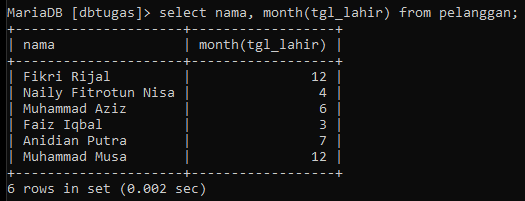 MariaDB [dbtugas]> select nama, month(tgl_lahir) from pelanggan;
+---------------------+------------------+
| nama                | month(tgl_lahir) |
+---------------------+------------------+
| Fikri Rijal         |               12 |
| Naily Fitrotun Nisa |                4 |
| Muhammad Aziz       |                6 |
| Faiz Iqbal          |                3 |
| Anidian Putra       |                7 |
| Muhammad Musa       |               12 |
+---------------------+------------------+
6 rows in set (0.002 sec)